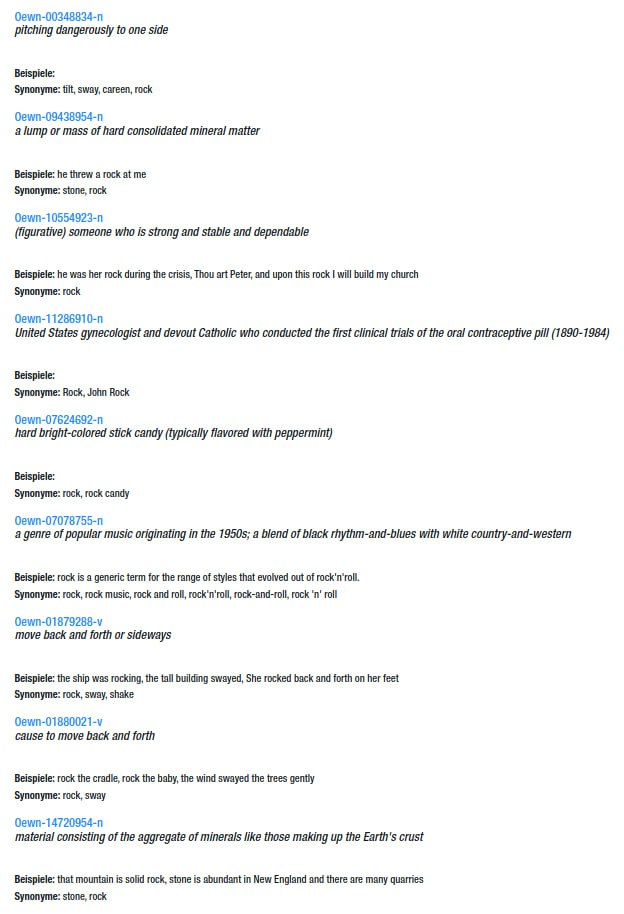 Oewn-00348834-n
pitching dangerously to one side
Beispiele:
Synonyme: tilt, sway, careen, rock
Oewn-09438954-n
a lump or mass of hard consolidated mineral matter
Beispiele: he threw a rock at me
Synonyme: stone, rock
Oewn-10554923-n
(figurative) someone who is strong and stable and dependable
Beispiele: he was her rock during the crisis, Thou art Peter, and upon this rock I will build my church
Synonyme: rock
Oewn-11286910-n
United States gynecologist and devout Catholic who conducted the first clinical trials of the oral contraceptive pill (1890-1984)
Beispiele:
Synonyme: Rock, John Rock
Oewn-07624692-n
hard bright-colored stick candy (typically flavored with peppermint)
Beispiele:
Synonyme: rock, rock candy
Oewn-07078755-n
a genre of popular music originating in the 1950s; a blend of black rhythm-and-blues with white country-and-western
Beispiele: rock is a generic term for the range of styles that evolved out of rock'n'roll.
Synonyme: rock, rock music, rock and roll, rock'n'roll, rock-and-roll, rock 'n' roll
Oewn-01879288-v
move back and forth or sideways
Beispiele: the ship was rocking, the tall building swayed, She rocked back and forth on her feet
Synonyme: rock, sway, shake
Oewn-01880021-v
cause to move back and forth
Beispiele: rock the cradle, rock the baby, the wind swayed the trees gently
Synonyme: rock, sway
Oewn-14720954-n
material consisting of the aggregate of minerals like those making up the Earth's crust
Beispiele: that mountain is solid rock, stone is abundant in New England and there are many quarries
Synonyme: stone, rock